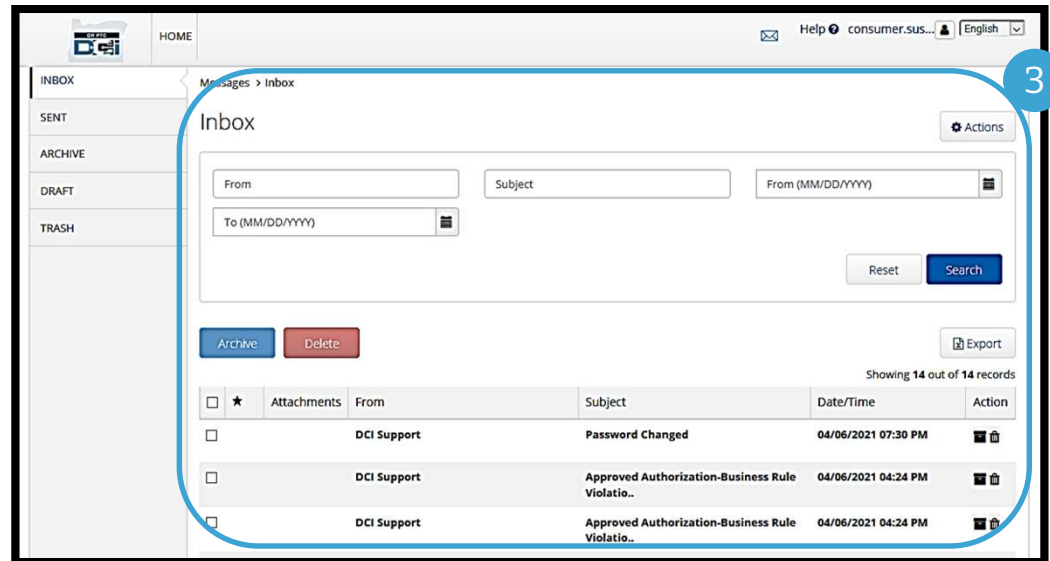 OR PTC
DCi
HOME
Help
consumer.sus...
English
3
INBOX
SENT
ARCHIVE
DRAFT
TRASH
Messages > Inbox
Inbox
Actions
From
Subject
From (MM/DD/YYYY)
To (MM/DD/YYYY)
Reset
Search
Archive
Delete
Export
Showing 14 out of 14 records
Attachments From Subject Date/Time Action
DCI Support Password Changed 04/06/2021 07:30 PM
DCI Support Approved Authorization-Business Rule 04/06/2021 04:24 PM
Violatio..
DCI Support Approved Authorization-Business Rule 04/06/2021 04:24 PM
Violatio..